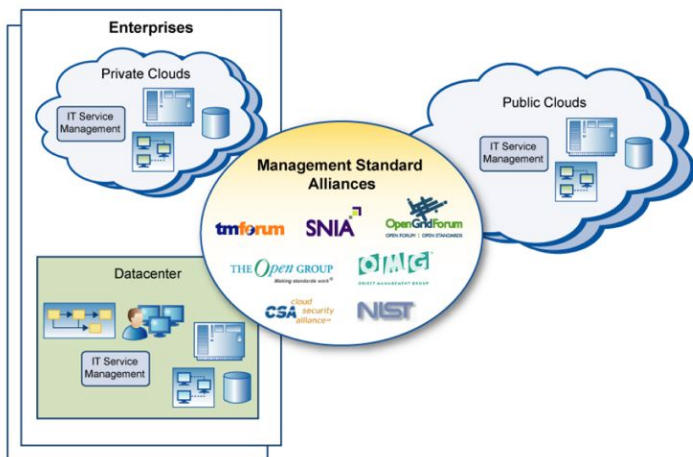 Enterprises
Private Clouds
IT Service
Management
Public Clouds
IT Service
Management
Management Standard
Alliances
tmforum
SNIA
OpenGridForum
OPEN FORUM | OPEN STANDARDS
THE Open GROUP
Making standards work®
OMG
OBJECT MANAGEMENT GROUP
CSA cloud
security
alliance℠
NIST
Datacenter
IT Service
Management